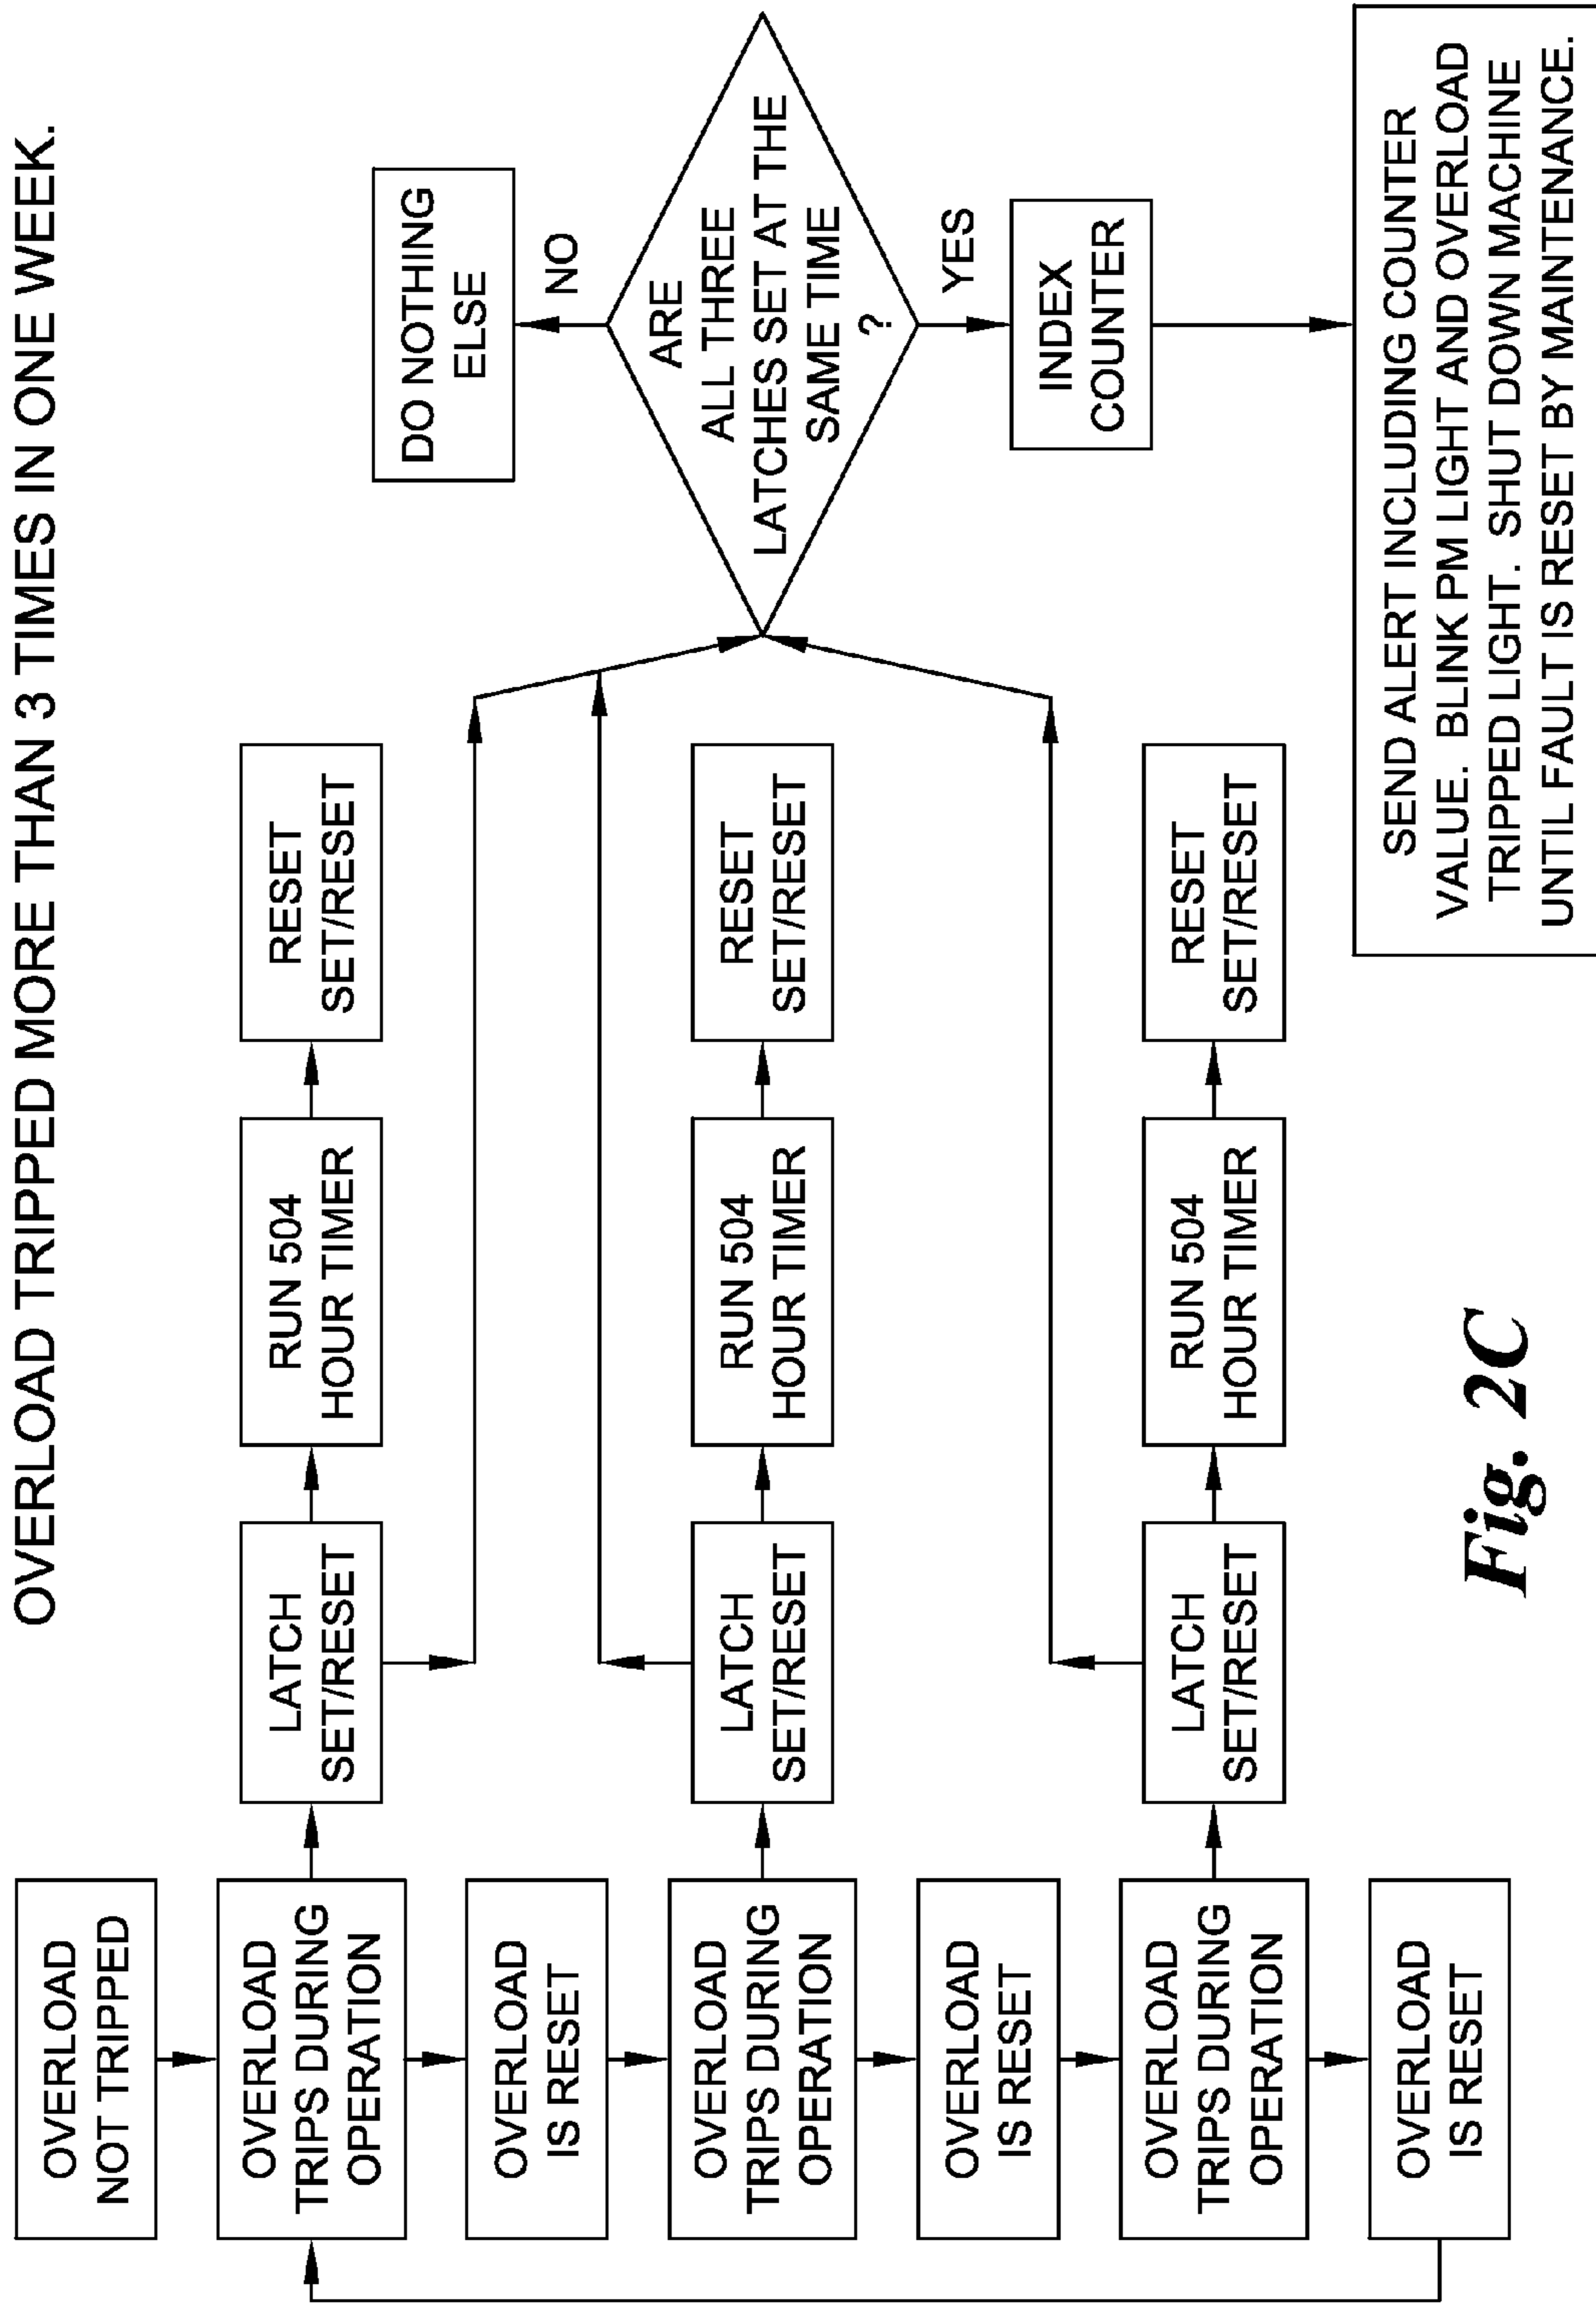 OVERLOAD TRIPPED MORE THAN 3 TIMES IN ONE WEEK.
OVERLOAD
NOT TRIPPED
OVERLOAD
TRIPS DURING
OPERATION
LATCH
SET/RESET
RUN 504
HOUR TIMER
RESET
SET/RESET
OVERLOAD
IS RESET
OVERLOAD
TRIPS DURING
OPERATION
LATCH
SET/RESET
RUN 504
HOUR TIMER
RESET
SET/RESET
OVERLOAD
IS RESET
OVERLOAD
TRIPS DURING
OPERATION
LATCH
SET/RESET
RUN 504
HOUR TIMER
RESET
SET/RESET
OVERLOAD
IS RESET
DO NOTHING
ELSE
NO
ARE
ALL THREE
LATCHES SET AT THE
SAME TIME
?
YES
INDEX
COUNTER
SEND ALERT INCLUDING COUNTER
VALUE. BLINK PM LIGHT AND OVERLOAD
TRIPPED LIGHT. SHUT DOWN MACHINE
UNTIL FAULT IS RESET BY MAINTENANCE.
Fig. 2C